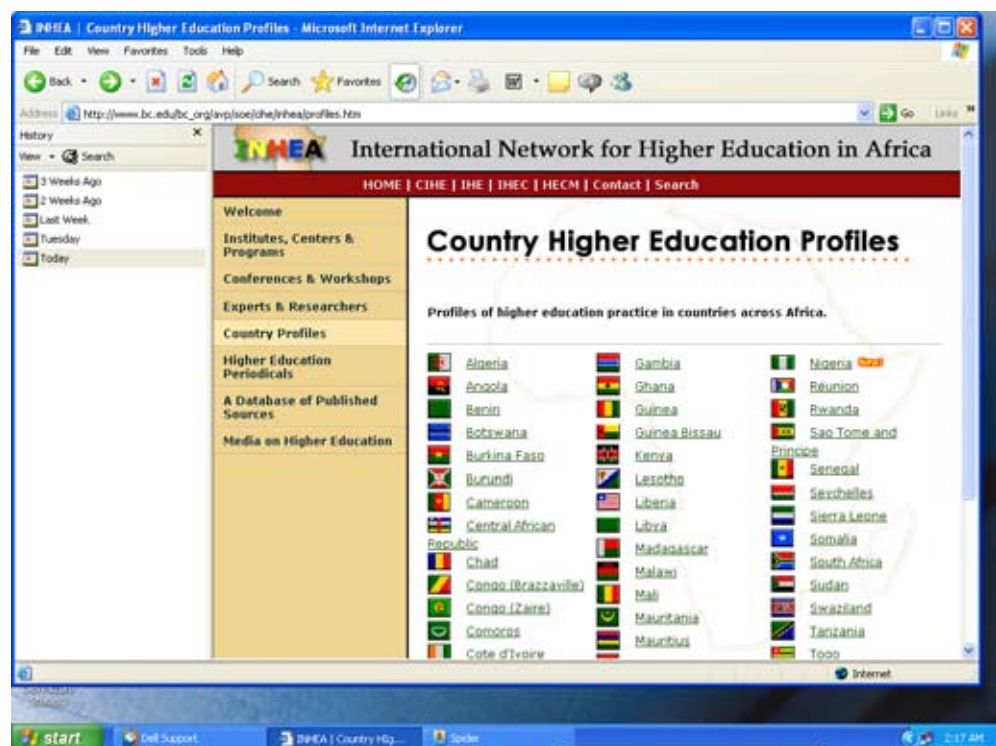 INHEA | Country Higher Education Profiles - Microsoft Internet Explorer
File Edit View Favorites Tools Help
Back Search Favorites
Address http://www.bc.edu/bc_org/avp/soe/cihe/inhea/profiles.htm Go Links
History
View Search
3 Weeks Ago
2 Weeks Ago
Last Week
Tuesday
Today
INHEA International Network for Higher Education in Africa
HOME | CIHE | IHE | IHEC | HECM | Contact | Search
Welcome
Institutes, Centers &
Programs
Conferences & Workshops
Experts & Researchers
Country Profiles
Higher Education
Periodicals
A Database of Published
Sources
Media on Higher Education
Country Higher Education Profiles
Profiles of higher education practice in countries across Africa.
Algeria
Angola
Benin
Botswana
Burkina Faso
Burundi
Cameroon
Central African
Republic
Chad
Congo (Brazzaville)
Congo (Zaire)
Comoros
Cote d'Ivoire
Gambia
Ghana
Guinea
Guinea Bissau
Kenya
Lesotho
Liberia
Libya
Madagascar
Malawi
Mali
Mauritania
Mauritius
Nigeria
Réunion
Rwanda
Sao Tome and
Principe
Senegal
Seychelles
Sierra Leone
Somalia
South Africa
Sudan
Swaziland
Tanzania
Togo
Internet
start Dell Support INHEA | Country Hig... Spider 2:17 AM